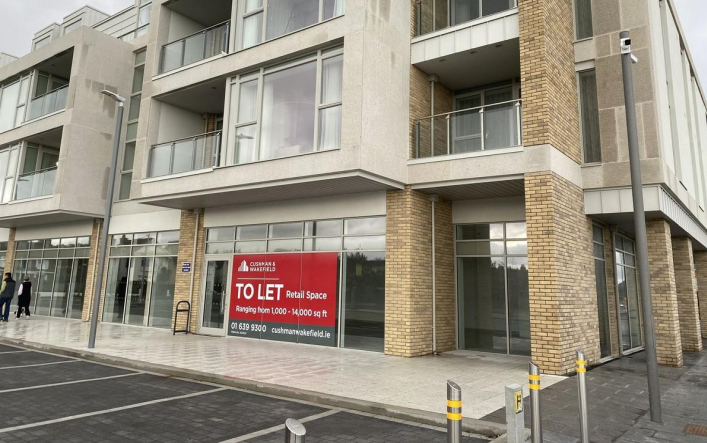 CUSHMAN &
WAKEFIELD
TO LET Retail Space
Ranging from 1,000 - 14,000 sq ft
01 639 9300 cushmanwakefield.ie